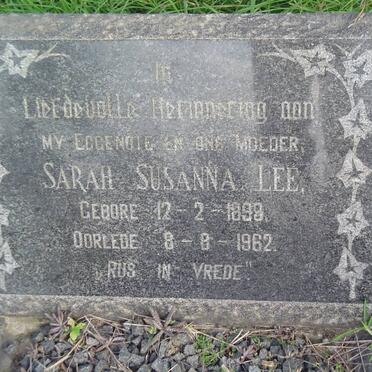 In
Liefdevolle Herinnering aan
my Eggenote en ons Moeder,
Sarah Susanna Lee,
Gebore 12-2-1899.
Oorlede 8-8-1962.
„Rus in Vrede"